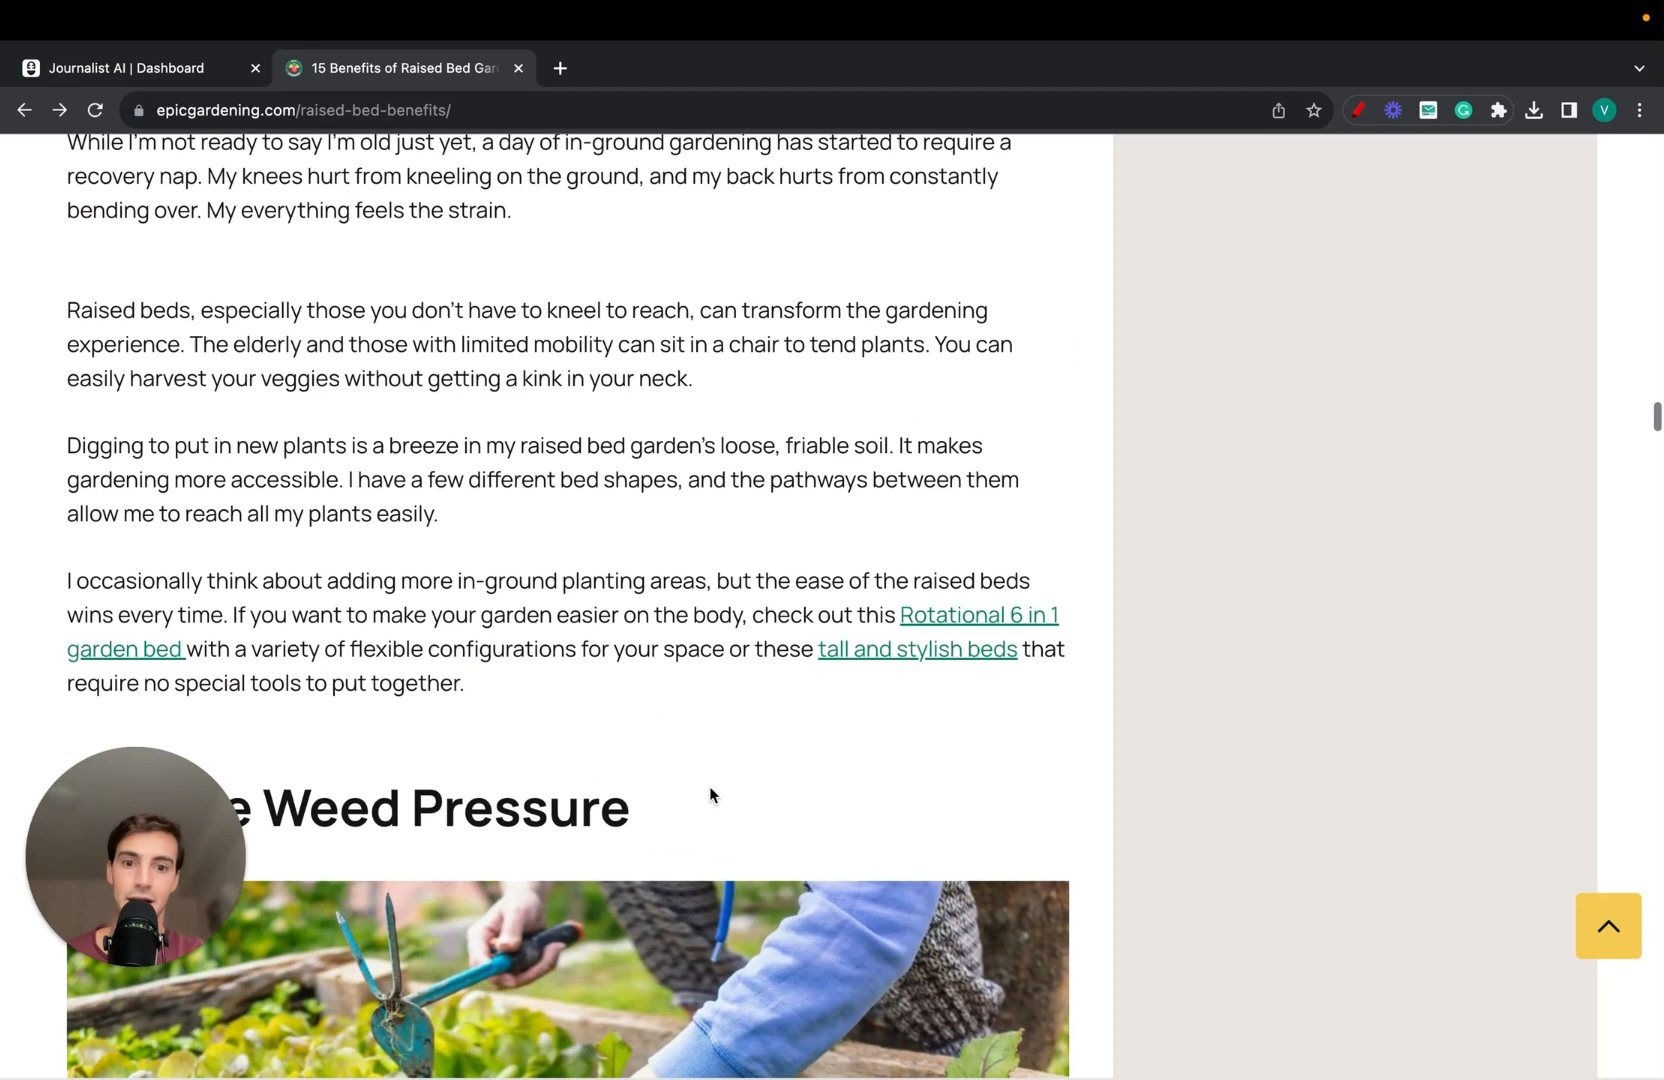 Journalist AI | Dashboard
15 Benefits of Raised Bed Gar
epicgardening.com/raised-bed-benefits/
V
While I'm not ready to say I'm old just yet, a day of in-ground gardening has started to require a
recovery nap. My knees hurt from kneeling on the ground, and my back hurts from constantly
bending over. My everything feels the strain.
Raised beds, especially those you don't have to kneel to reach, can transform the gardening
experience. The elderly and those with limited mobility can sit in a chair to tend plants. You can
easily harvest your veggies without getting a kink in your neck.
Digging to put in new plants is a breeze in my raised bed garden's loose, friable soil. It makes
gardening more accessible. I have a few different bed shapes, and the pathways between them
allow me to reach all my plants easily.
I occasionally think about adding more in-ground planting areas, but the ease of the raised beds
wins every time. If you want to make your garden easier on the body, check out this Rotational 6 in 1
garden bed with a variety of flexible configurations for your space or these tall and stylish beds that
require no special tools to put together.
e Weed Pressure